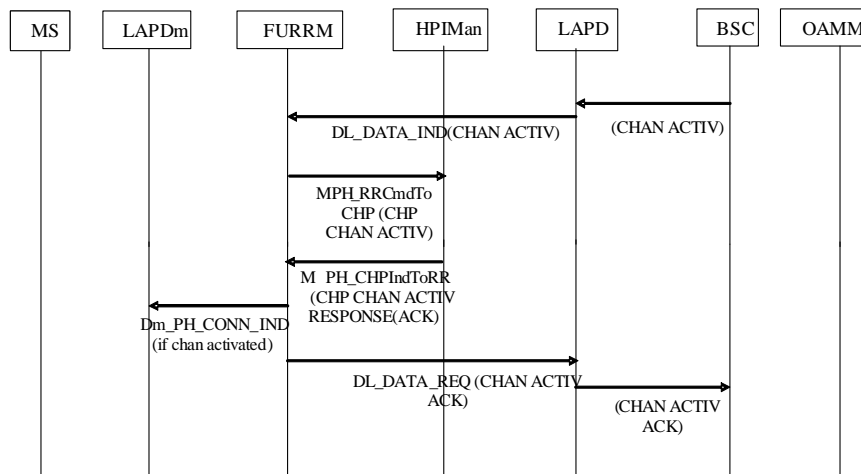 MS
LAPDm
FURRM
HPIMan
LAPD
BSC
OAMM
DL_DATA_IND(CHAN ACTIV)
(CHAN ACTIV)
MPH_RRCmdTo
CHP (CHP
CHAN ACTIV)
M PH_CHPIndToRR
(CHP CHAN ACTIV
RESPONSE(ACK)
Dm_PH_CONN_IND
(if chan activated)
DL_DATA_REQ (CHAN ACTIV
ACK)
(CHAN ACTIV
ACK)